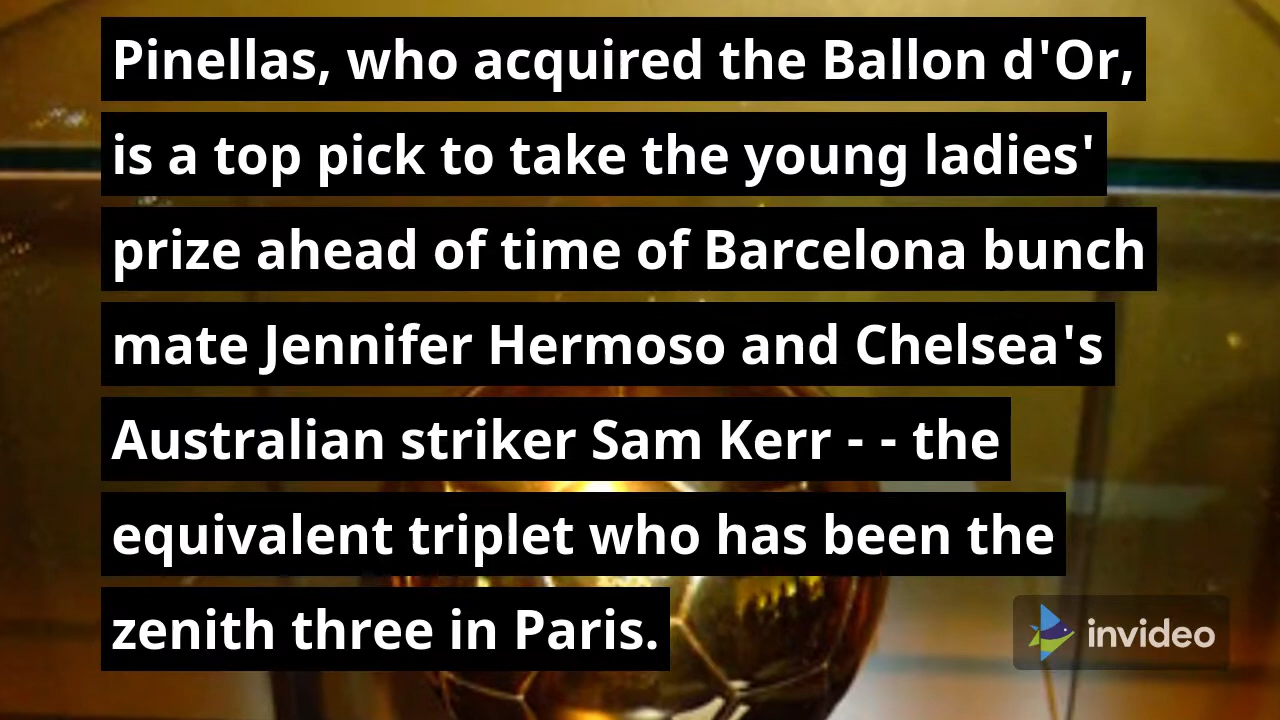 Pinellas, who acquired the Ballon d'Or,
is a top pick to take the young ladies'
prize ahead of time of Barcelona bunch
mate Jennifer Hermoso and Chelsea's
Australian striker Sam Kerr - - the
equivalent triplet who has been the
zenith three in Paris.
invideo